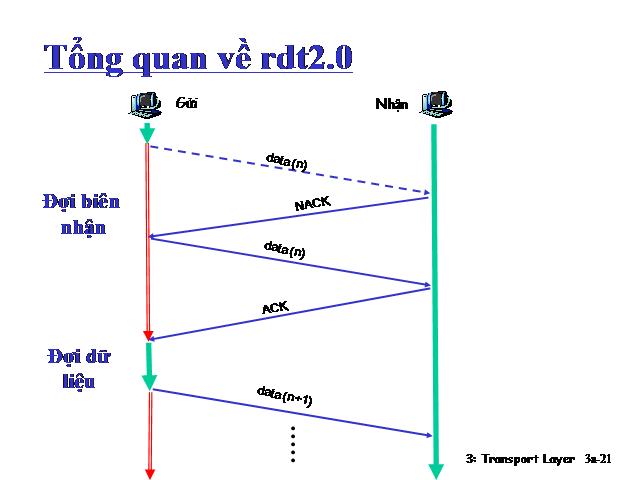 Tổng quan về rdt2.0
Gửi
Nhận
data(n)
Đợi biên
nhận
NACK
data(n)
ACK
Đợi dữ
liệu
data(n+1)
3: Transport Layer 3a-21